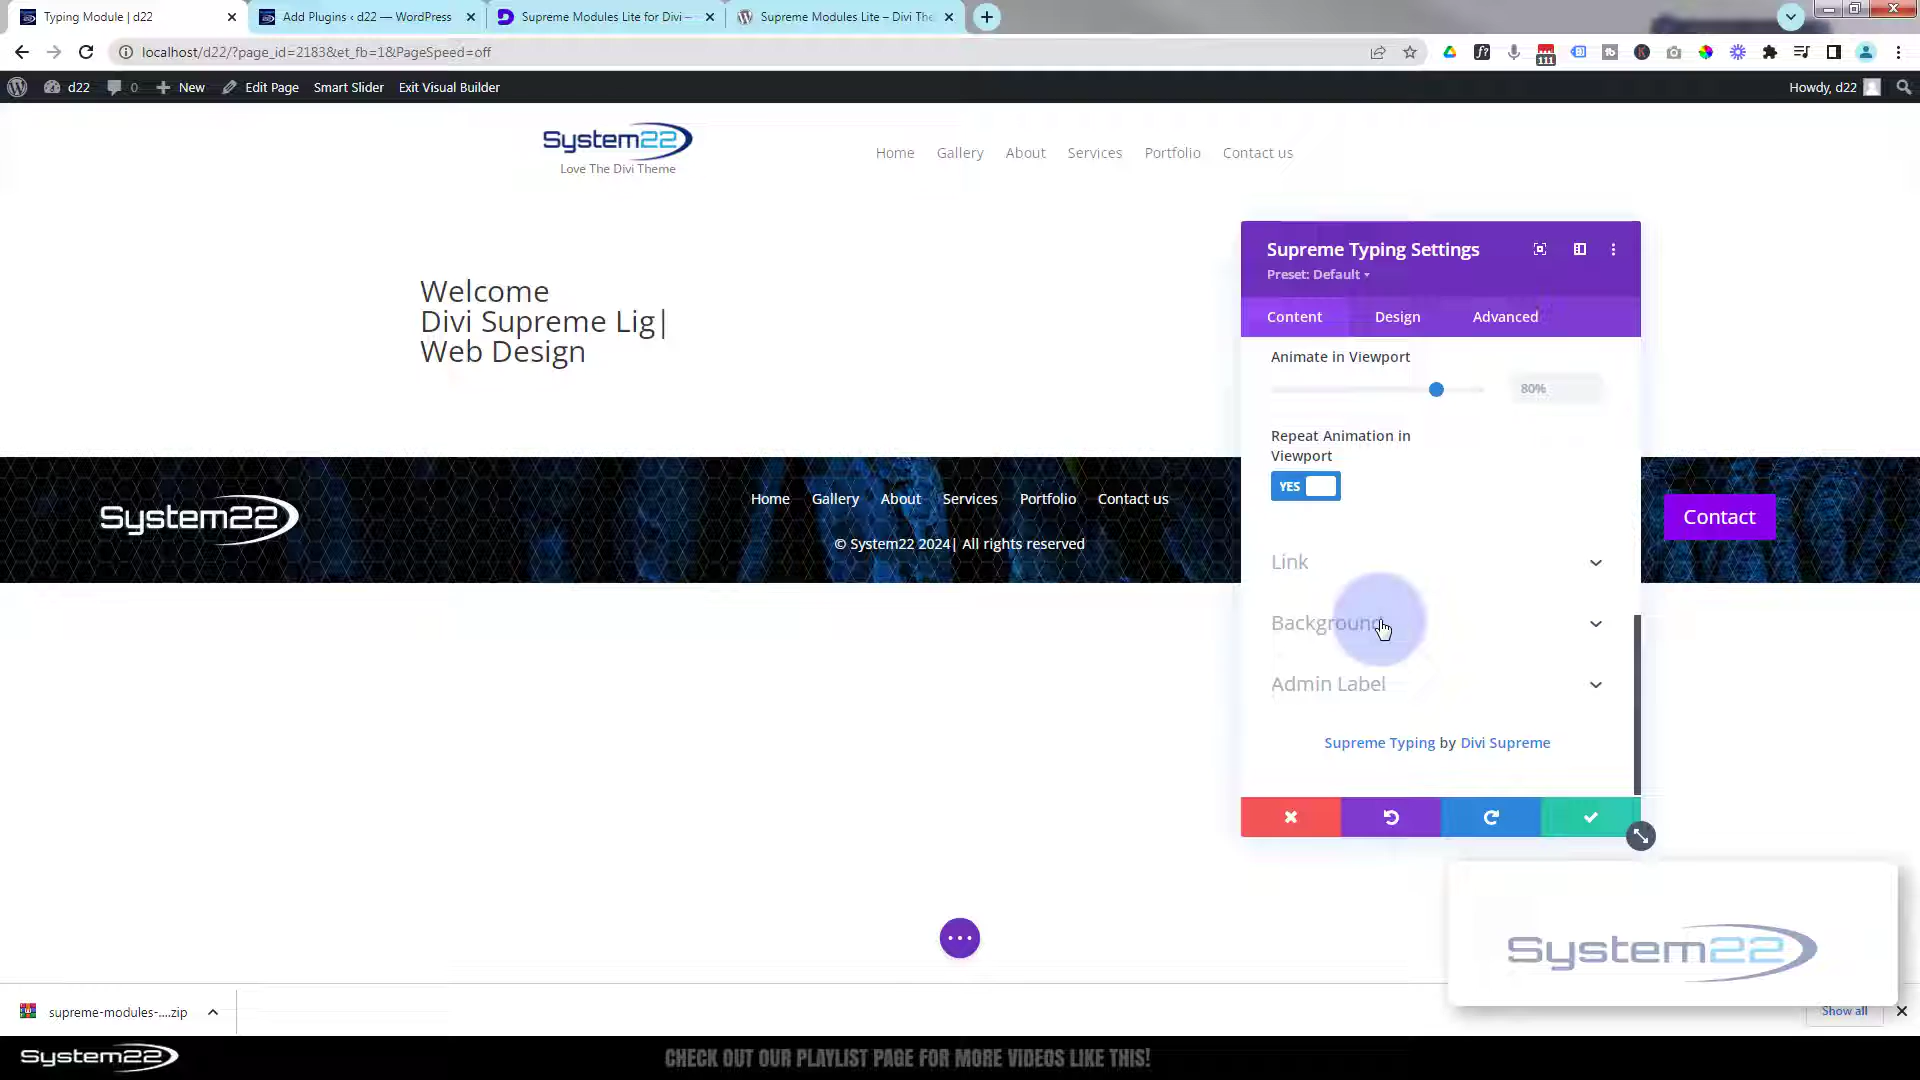 Typing Module | d22
Add Plugins ‹ d22 — WordPress
Supreme Modules Lite for Divi –
Supreme Modules Lite – Divi The
localhost/d22/?page_id=2183&et_fb=1&PageSpeed=off
111
d22
0
New
Edit Page
Smart Slider
Exit Visual Builder
Howdy, d22
System22
Love The Divi Theme
Home
Gallery
About
Services
Portfolio
Contact us
Welcome
Divi Supreme Lig|
Web Design
Supreme Typing Settings
Preset: Default
Content
Design
Advanced
Animate in Viewport
80%
Repeat Animation in
Viewport
YES
Link
Background
Admin Label
Supreme Typing by Divi Supreme
System22
Home
Gallery
About
Services
Portfolio
Contact us
© System22 2024| All rights reserved
Contact
System22
supreme-modules-....zip
Show all
System22
CHECK OUT OUR PLAYLIST PAGE FOR MORE VIDEOS LIKE THIS!